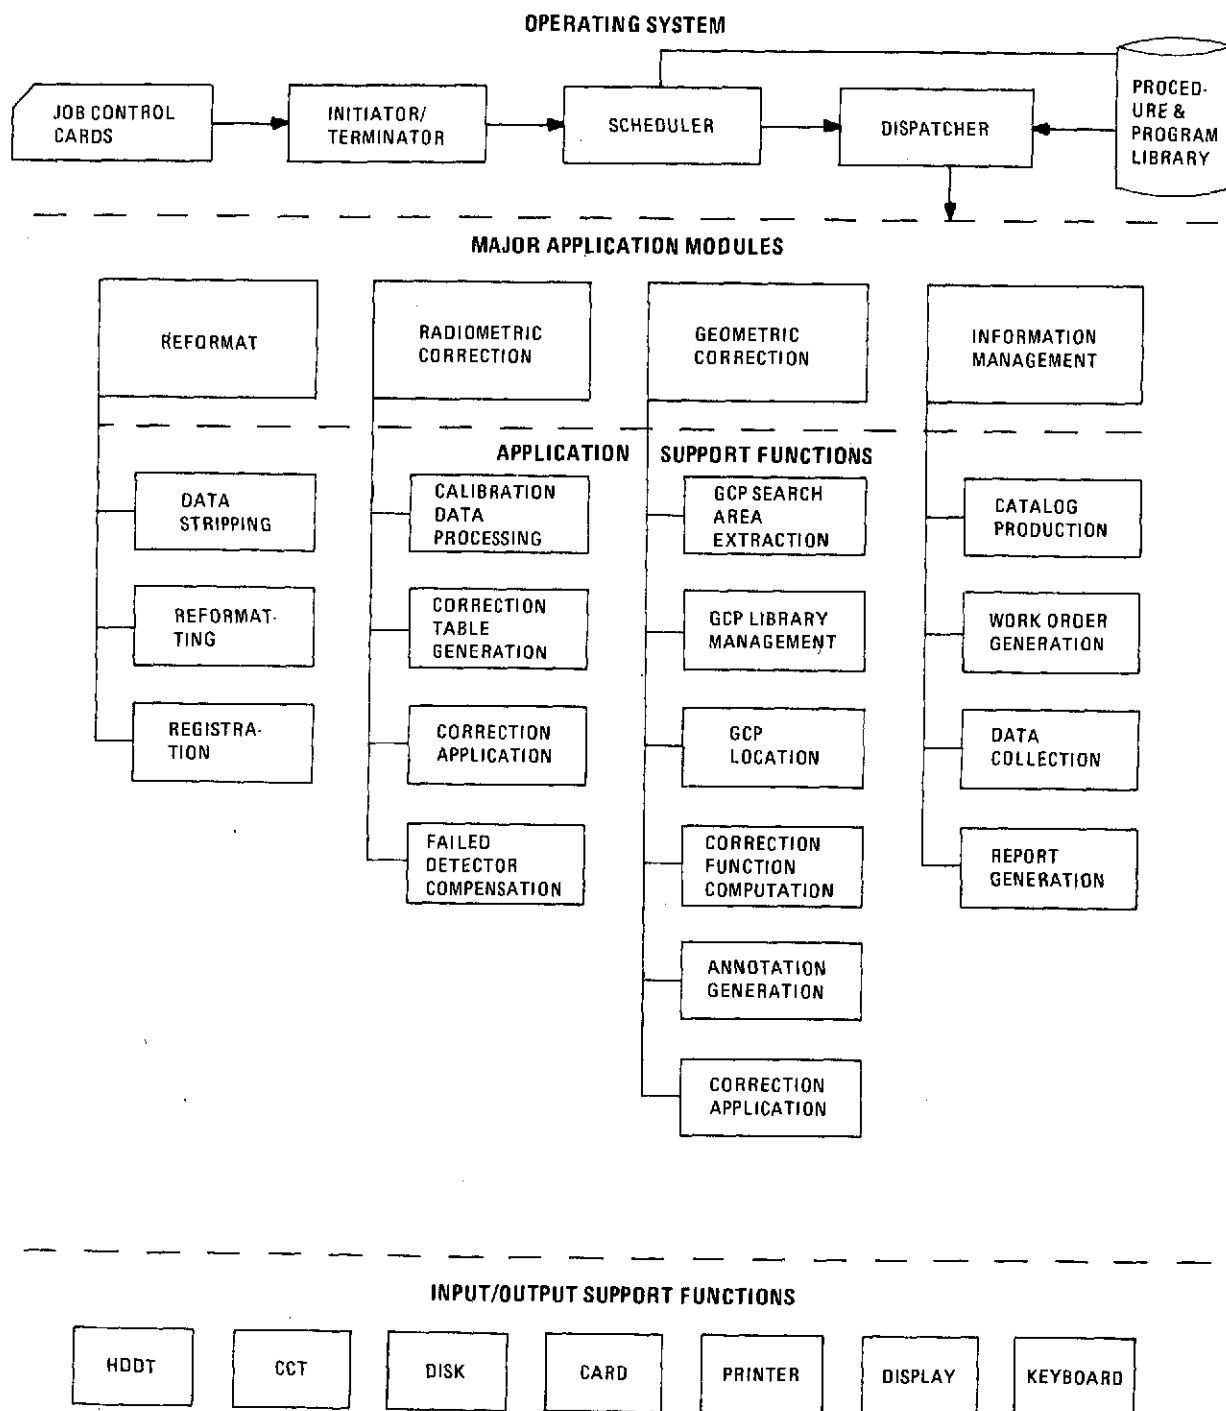 OPERATING SYSTEM
JOB CONTROL
CARDS
INITIATOR/
TERMINATOR
SCHEDULER
DISPATCHER
PROCED-
URE &
PROGRAM
LIBRARY
MAJOR APPLICATION MODULES
REFORMAT
RADIOMETRIC
CORRECTION
GEOMETRIC
CORRECTION
INFORMATION
MANAGEMENT
APPLICATION SUPPORT FUNCTIONS
DATA
STRIPPING
REFORMAT-
TING
REGISTRA-
TION
CALIBRATION
DATA
PROCESSING
CORRECTION
TABLE
GENERATION
CORRECTION
APPLICATION
FAILED
DETECTOR
COMPENSATION
GCP SEARCH
AREA
EXTRACTION
GCP LIBRARY
MANAGEMENT
GCP
LOCATION
CORRECTION
FUNCTION
COMPUTATION
ANNOTATION
GENERATION
CORRECTION
APPLICATION
CATALOG
PRODUCTION
WORK ORDER
GENERATION
DATA
COLLECTION
REPORT
GENERATION
INPUT/OUTPUT SUPPORT FUNCTIONS
HDDT
CCT
DISK
CARD
PRINTER
DISPLAY
KEYBOARD